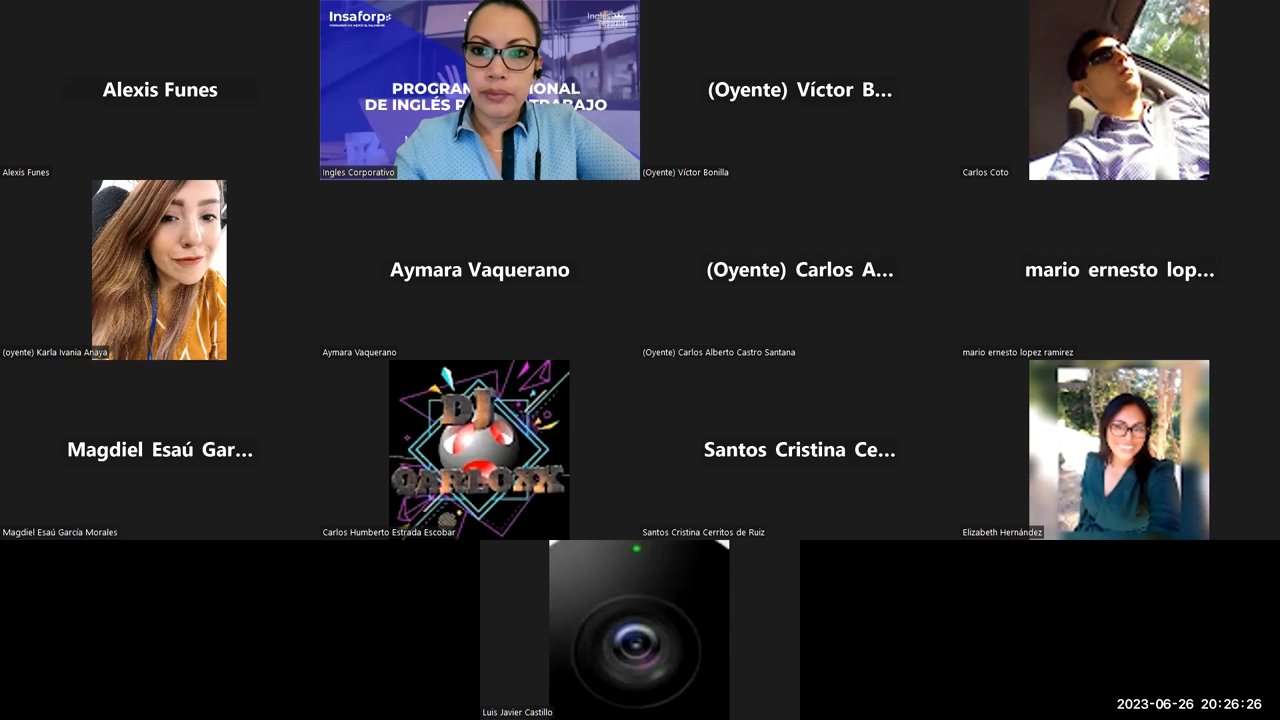 Alexis Funes
Alexis Funes
Insaforp
PROGRAM
IONAL
DE INGLÉS P
TRABAJO
Ingles Corporativo
(Oyente) Víctor B...
(Oyente) Víctor Bonilla
Carlos Coto
(oyente) Karla Ivania Anaya
Aymara Vaquerano
Aymara Vaquerano
(Oyente) Carlos A...
(Oyente) Carlos Alberto Castro Santana
mario ernesto lop...
mario ernesto lopez ramirez
Magdiel Esaú Gar...
Magdiel Esaú García Morales
DJ
QARLOXX
Carlos Humberto Estrada Escobar
Santos Cristina Ce...
Santos Cristina Cerritos de Ruiz
Elizabeth Hernández
Luis Javier Castillo
2023-06-26 20:26:26